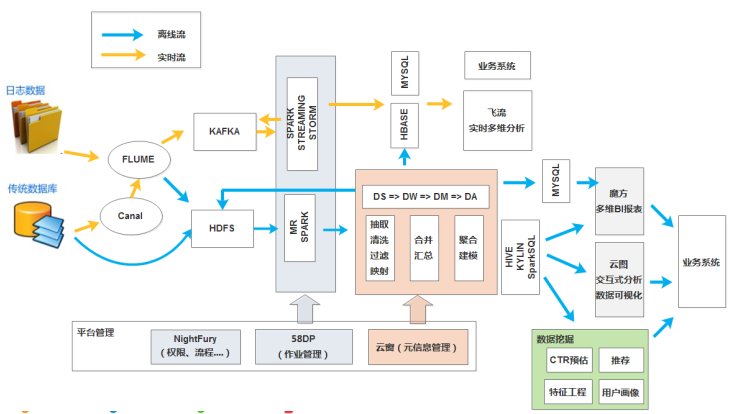 离线流
实时流
日志数据
传统数据库
FLUME
Canal
KAFKA
HDFS
SPARK
STREAMING
STORM
MR
SPARK
MYSQL
HBASE
业务系统
飞流
实时多维分析
DS => DW => DM => DA
抽取
清洗
过滤
映射
合并
汇总
聚合
建模
MYSQL
HIVE
KYLIN
SparkSQL
魔方
多维BI报表
云图
交互式分析
数据可视化
业务系统
数据挖掘
CTR预估
推荐
特征工程
用户画像
平台管理
NightFury
（权限、流程....）
58DP
（作业管理）
云窗（元信息管理）